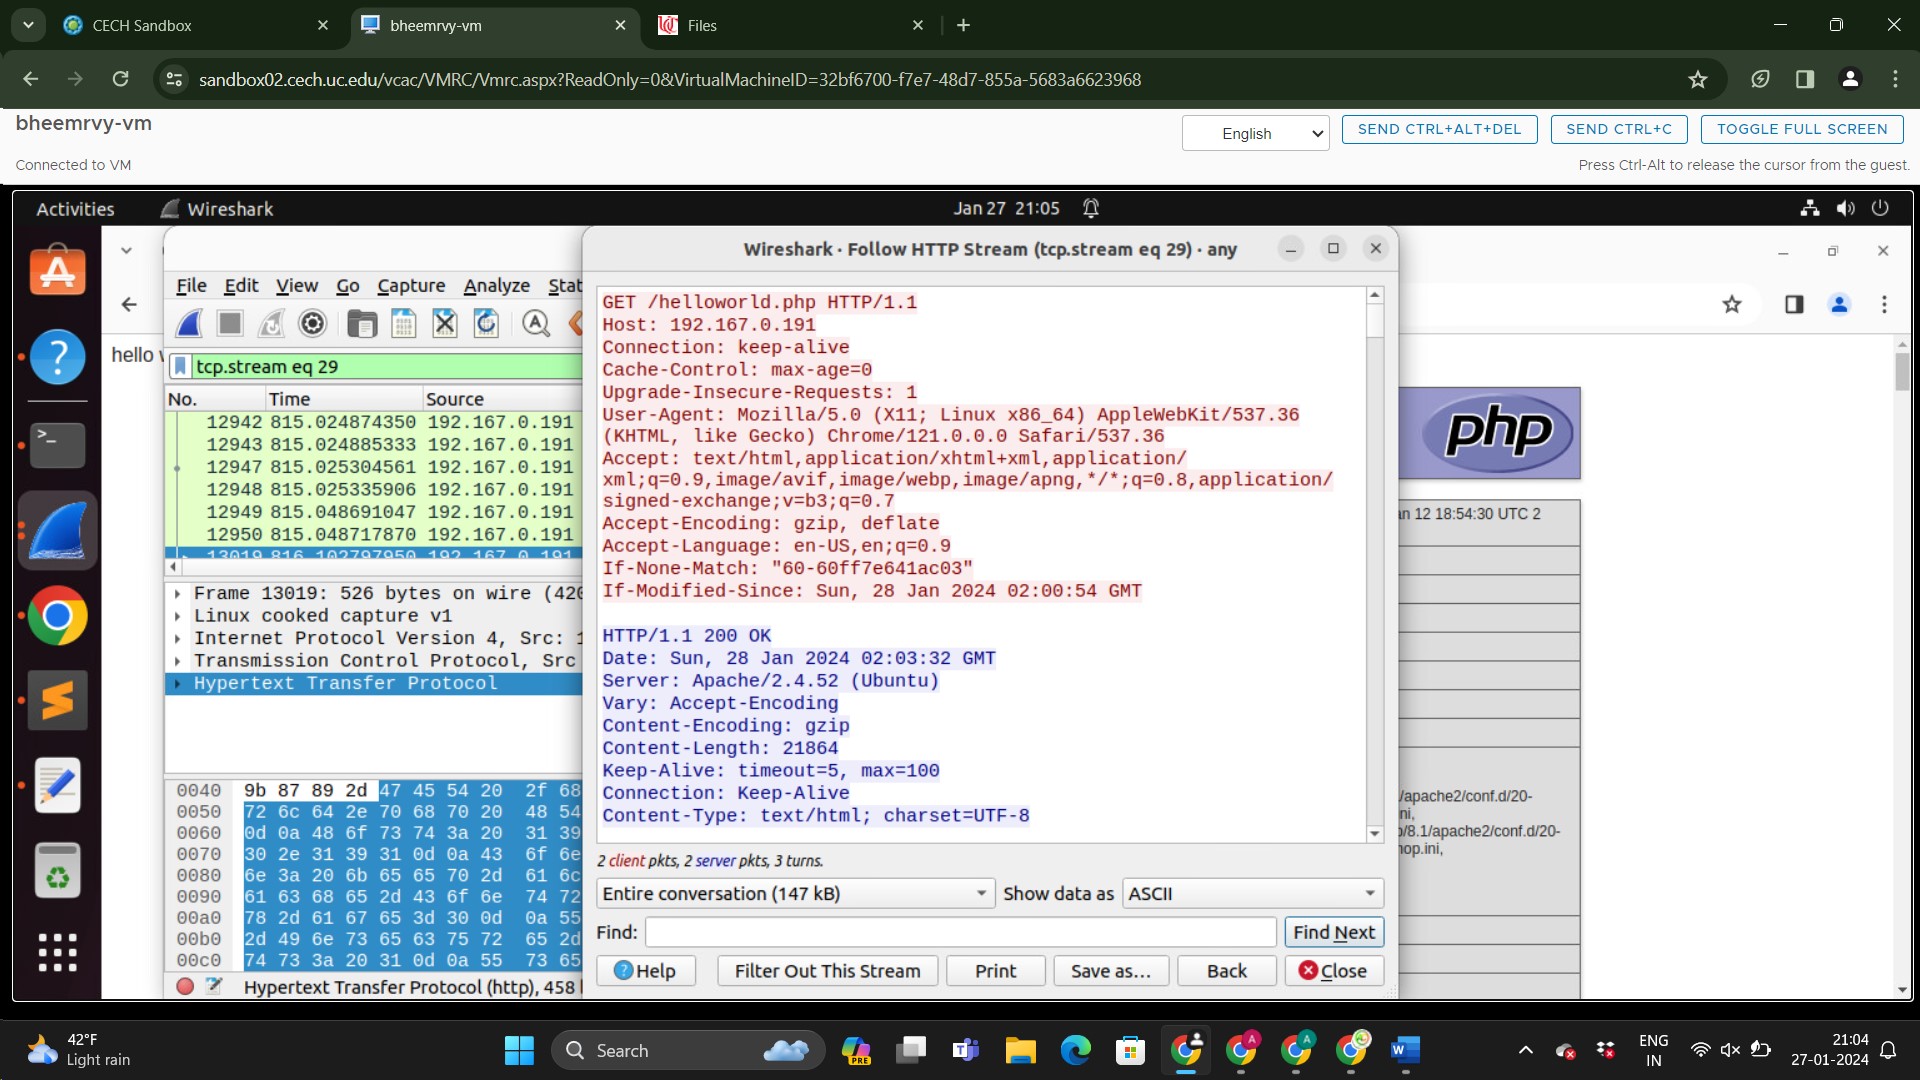 CECH Sandbox
bheemrvy-vm
Files
sandbox02.cech.uc.edu/vcac/VMRC/Vmrc.aspx?ReadOnly=0&VirtualMachineID=32bf6700-f7e7-48d7-855a-5683a6623968
bheemrvy-vm
English
SEND CTRL+ALT+DEL
SEND CTRL+C
TOGGLE FULL SCREEN
Connected to VM
Press Ctrl-Alt to release the cursor from the guest.
Activities
Wireshark
Jan 27 21:05
File Edit View Go Capture Analyze Stat
tcp.stream eq 29
No. Time Source
12942 815.024874350 192.167.0.191
12943 815.024885333 192.167.0.191
12947 815.025304561 192.167.0.191
12948 815.025335906 192.167.0.191
12949 815.048691047 192.167.0.191
12950 815.048717870 192.167.0.191
13019 816.102797950 192.167.0.191
Frame 13019: 526 bytes on wire (420
Linux cooked capture v1
Internet Protocol Version 4, Src: 1
Transmission Control Protocol, Src
Hypertext Transfer Protocol
0040 9b 87 89 2d 47 45 54 20 2f 68
0050 72 6c 64 2e 70 68 70 20 48 54
0060 0d 0a 48 6f 73 74 3a 20 31 39
0070 30 2e 31 39 31 0d 0a 43 6f 6e
0080 6e 3a 20 6b 65 65 70 2d 61 6c
0090 61 63 68 65 2d 43 6f 6e 74 72
00a0 78 2d 61 67 65 3d 30 0d 0a 55
00b0 2d 49 6e 73 65 63 75 72 65 2d
00c0 74 73 3a 20 31 0d 0a 55 73 65
Hypertext Transfer Protocol (http), 458
Wireshark · Follow HTTP Stream (tcp.stream eq 29) · any
GET /helloworld.php HTTP/1.1
Host: 192.167.0.191
Connection: keep-alive
Cache-Control: max-age=0
Upgrade-Insecure-Requests: 1
User-Agent: Mozilla/5.0 (X11; Linux x86_64) AppleWebKit/537.36
(KHTML, like Gecko) Chrome/121.0.0.0 Safari/537.36
Accept: text/html,application/xhtml+xml,application/
xml;q=0.9,image/avif,image/webp,image/apng,*/*;q=0.8,application/
signed-exchange;v=b3;q=0.7
Accept-Encoding: gzip, deflate
Accept-Language: en-US,en;q=0.9
If-None-Match: "60-60ff7e641ac03"
If-Modified-Since: Sun, 28 Jan 2024 02:00:54 GMT
HTTP/1.1 200 OK
Date: Sun, 28 Jan 2024 02:03:32 GMT
Server: Apache/2.4.52 (Ubuntu)
Vary: Accept-Encoding
Content-Encoding: gzip
Content-Length: 21864
Keep-Alive: timeout=5, max=100
Connection: Keep-Alive
Content-Type: text/html; charset=UTF-8
2 client pkts, 2 server pkts, 3 turns.
Entire conversation (147 kB)
Show data as
ASCII
Find:
Find Next
Help
Filter Out This Stream
Print
Save as…
Back
Close
hello
php
an 12 18:54:30 UTC 2
/apache2/conf.d/20-
ni,
/8.1/apache2/conf.d/20-
op.ini,
42°F
Light rain
Search
PRE
ENG
IN
21:04
27-01-2024